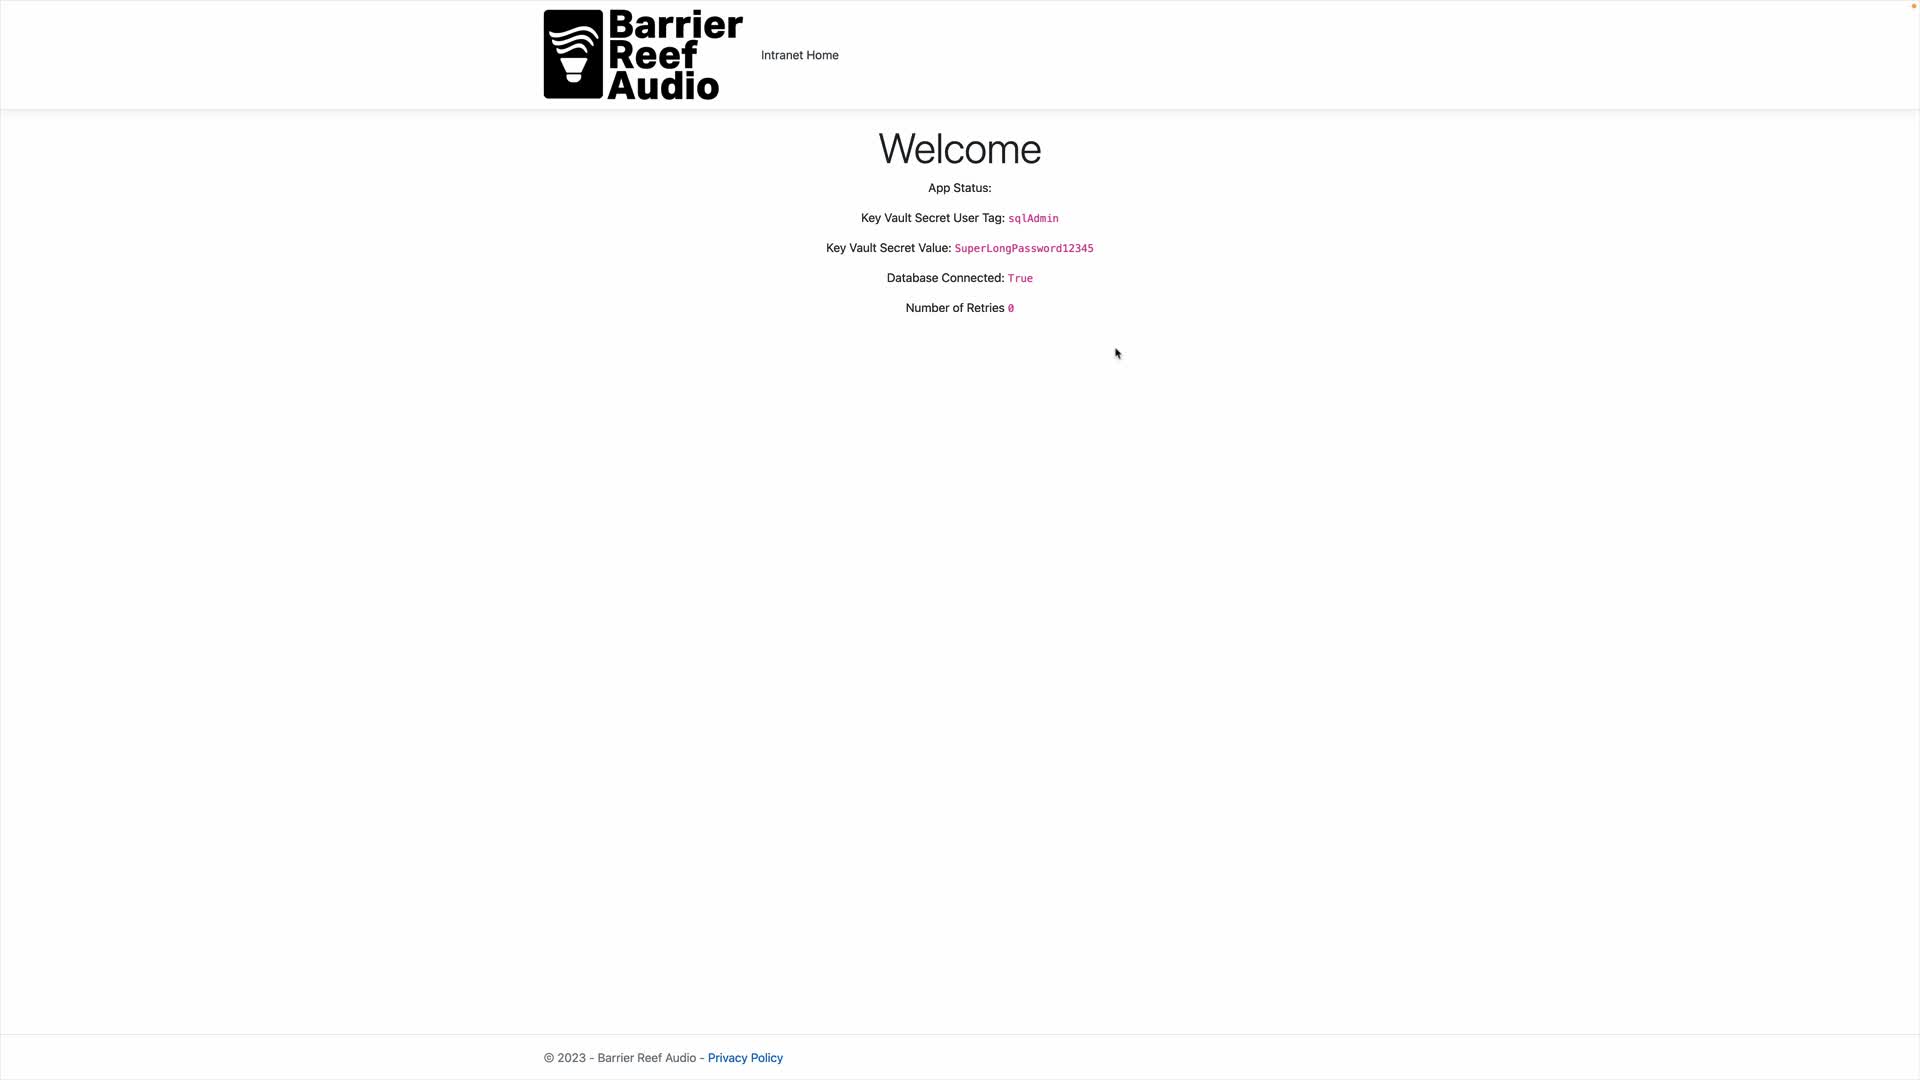 Barrier
Reef
Audio
Intranet Home
Welcome
App Status:
Key Vault Secret User Tag: sqlAdmin
Key Vault Secret Value: SuperLongPassword12345
Database Connected: True
Number of Retries 0
© 2023 - Barrier Reef Audio - Privacy Policy